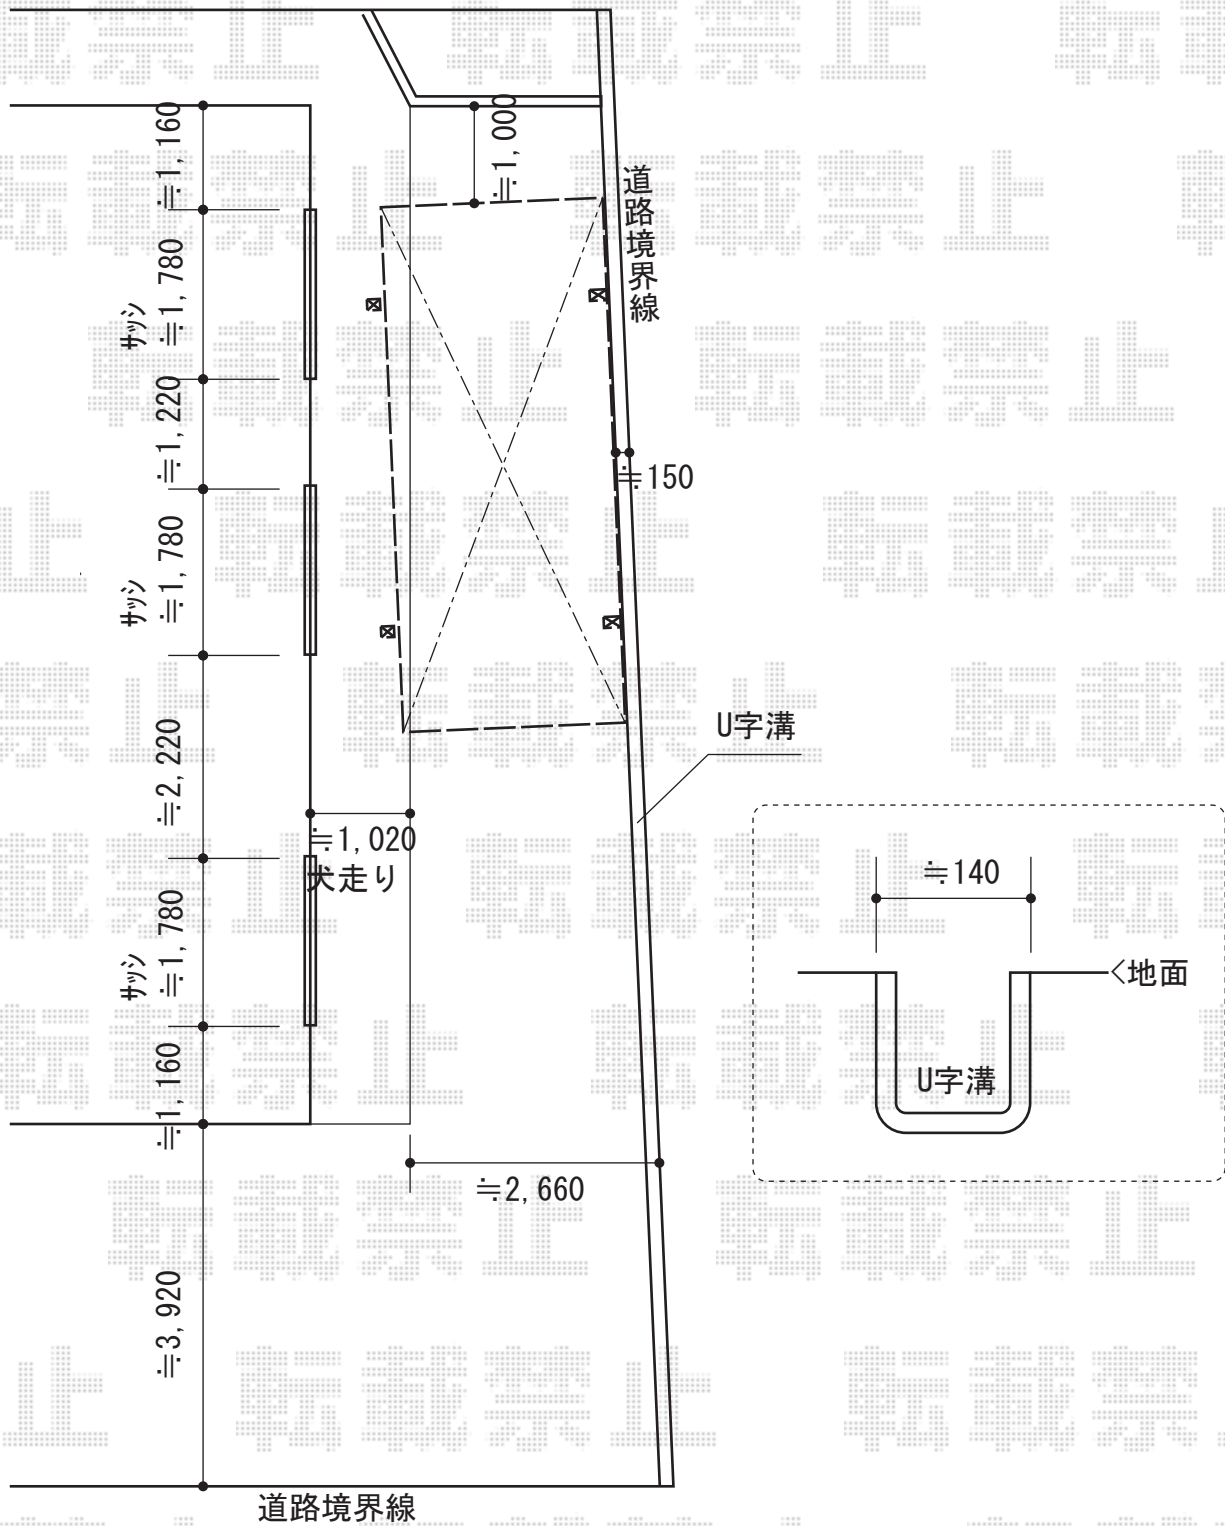 ≒1,160
≒1,000
道路境界線
サッシ
≒1,780
≒1,220
≒150
サッシ
≒1,780
≒2,220
U字溝
≒1,020
犬走り
≒140
サッシ
≒1,780
<地面
U字溝
≒1,160
≒2,660
≒3,920
道路境界線
転載禁止